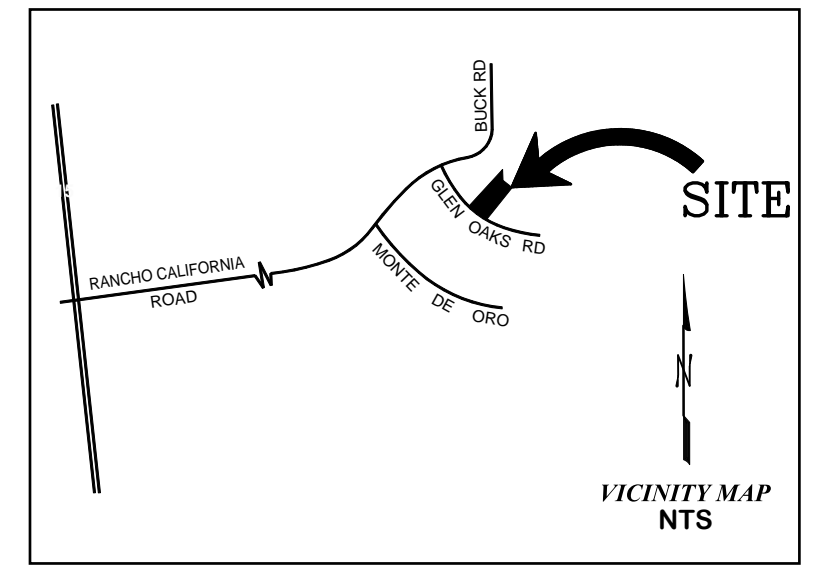 BUCK RD
SITE
GLEN OAKS RD
RANCHO CALIFORNIA
ROAD
MONTE DE ORO
N
VICINITY MAP
NTS